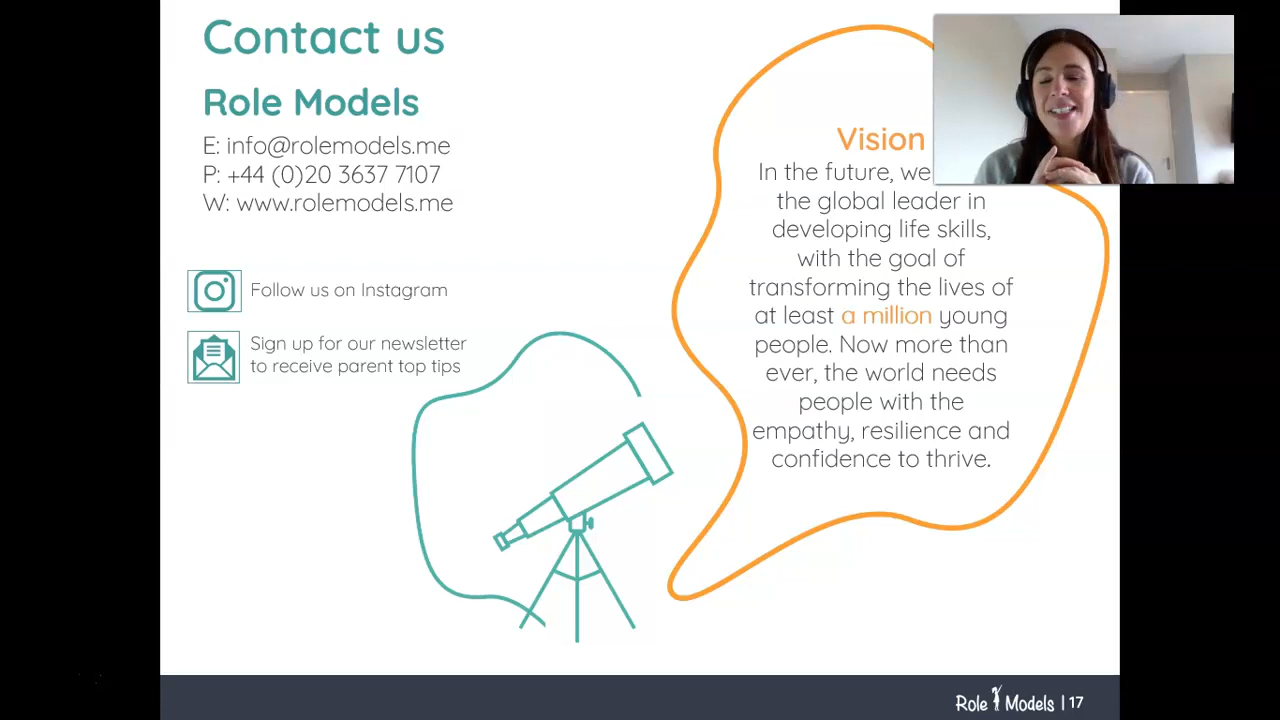 Contact us
Role Models
E: info@rolemodels.me
P: +44 (0)20 3637 7107
W: www.rolemodels.me
Follow us on Instagram
Sign up for our newsletter
to receive parent top tips
Vision
In the future, we
the global leader in
developing life skills,
with the goal of
transforming the lives of
at least a million young
people. Now more than
ever, the world needs
people with the
empathy, resilience and
confidence to thrive.
Role Models | 17